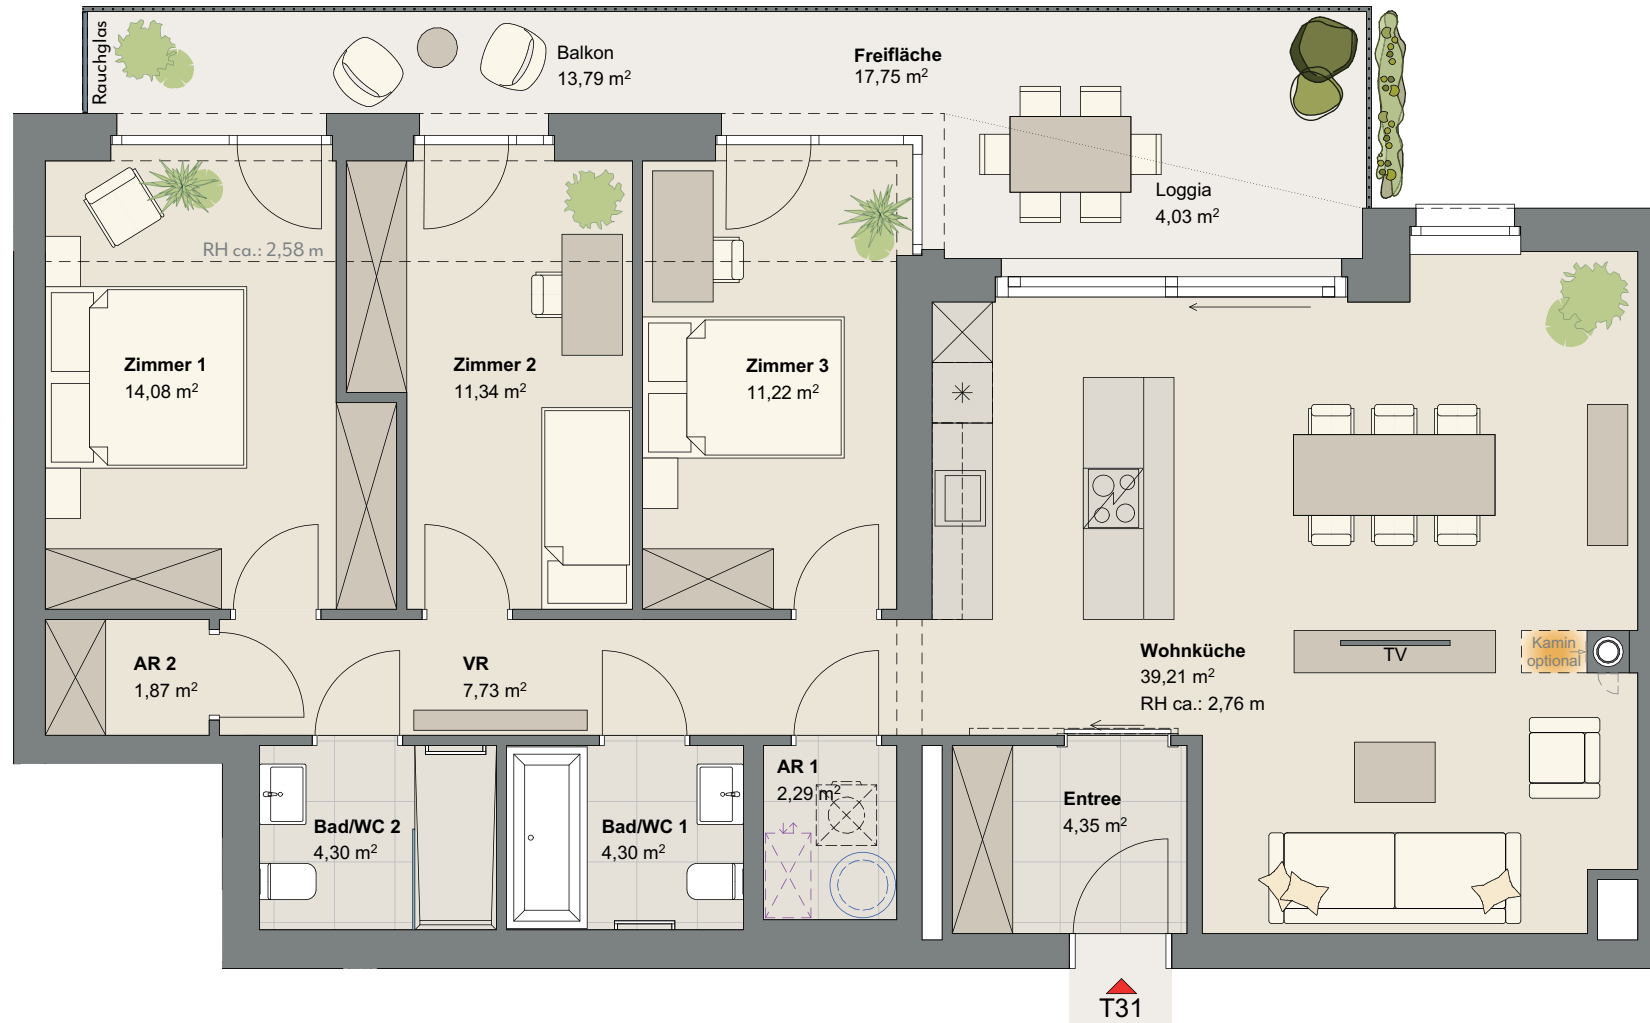 Rauchglas
Balkon
13,79 m²
Freifläche
17,75 m²
Loggia
4,03 m²
RH ca.: 2,58 m
Zimmer 1
14,08 m²
Zimmer 2
11,34 m²
Zimmer 3
11,22 m²
AR 2
1,87 m²
VR
7,73 m²
Wohnküche
39,21 m²
RH ca.: 2,76 m
TV
Kamin
optional
Bad/WC 2
4,30 m²
Bad/WC 1
4,30 m²
AR 1
2,29 m²
Entree
4,35 m²
T31